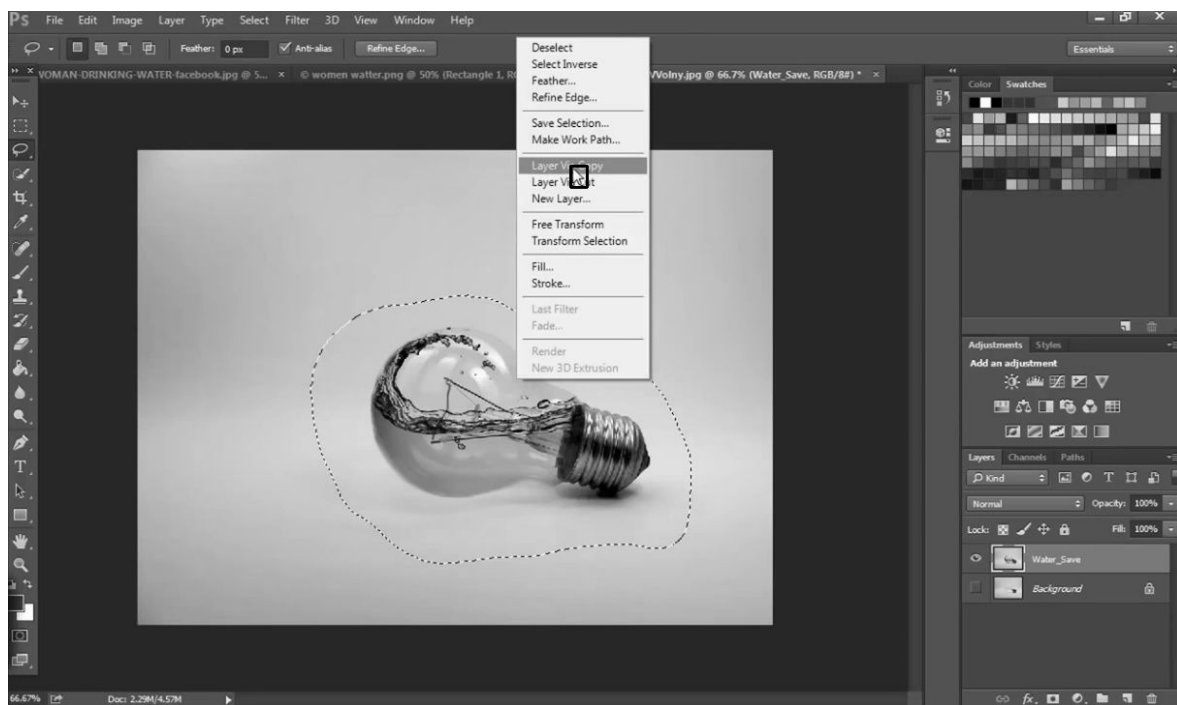 Ps File Edit Image Layer Type Select Filter 3D View Window Help
Feather: 0 px Anti-alias Refine Edge... Essentials
VOMAN-DRINKING-WATER-facebook.jpg @ 5... × © women watter.png @ 50% (Rectangle 1, @ 66.7% (Water_Save, RGB/8#) * ×
Deselect
Select Inverse
Feather...
Refine Edge...
Save Selection...
Make Work Path...
Layer Via Copy
Layer Via Cut
New Layer...
Free Transform
Transform Selection
Fill...
Stroke...
Last Filter
Fade...
Render
New 3D Extrusion
Color Swatches
Adjustments Styles
Add an adjustment
Layers Channels Paths
Kind
Normal Opacity: 100%
Lock: Fill: 100%
Water_Save
Background
66.67% Doc: 2.29M/4.57M